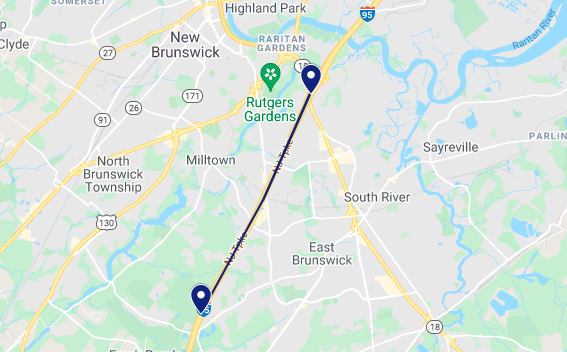 SOMERSET
Highland Park
95
p
Clyde
New
Brunswick
27
RARITAN
GARDENS
18
Raritan River
Rutgers
Gardens
171
26
91
NJ Tpke
PARLIN
Sayreville
North
Brunswick
Township
Milltown
South River
130
NJ Tpke
East
Brunswick
18